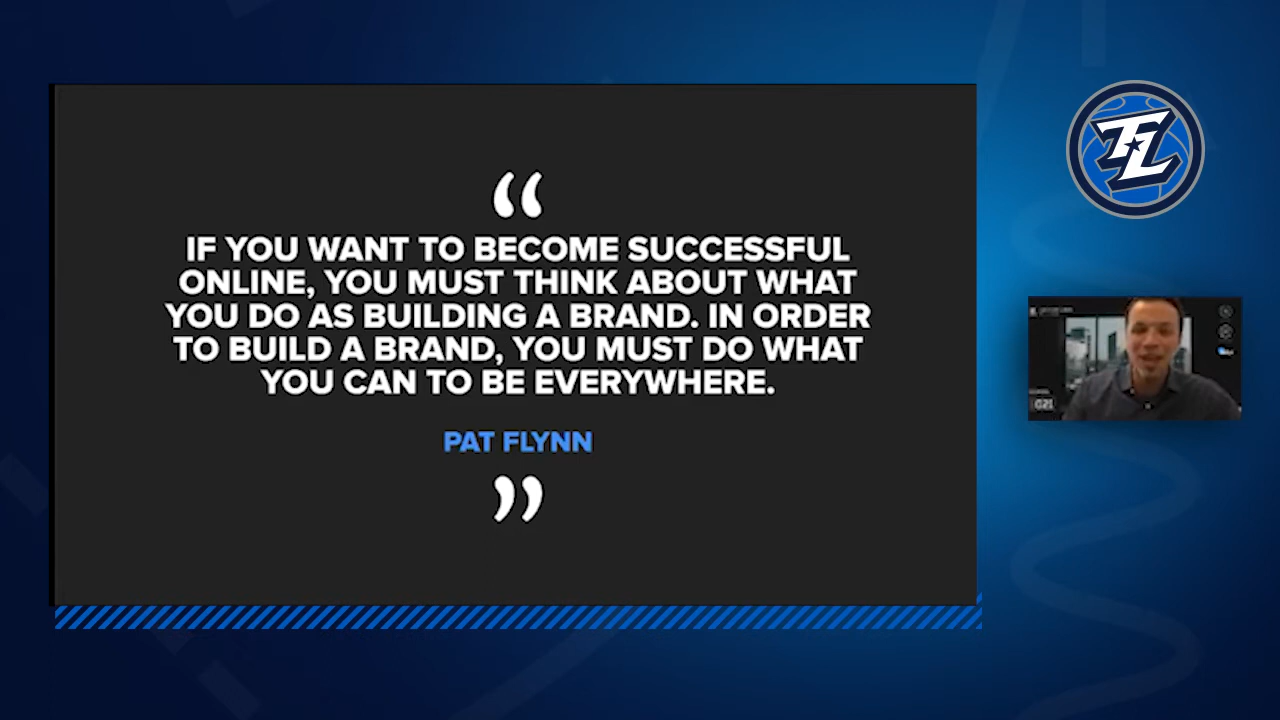 “
IF YOU WANT TO BECOME SUCCESSFUL
ONLINE, YOU MUST THINK ABOUT WHAT
YOU DO AS BUILDING A BRAND. IN ORDER
TO BUILD A BRAND, YOU MUST DO WHAT
YOU CAN TO BE EVERYWHERE.
PAT FLYNN
”
TL